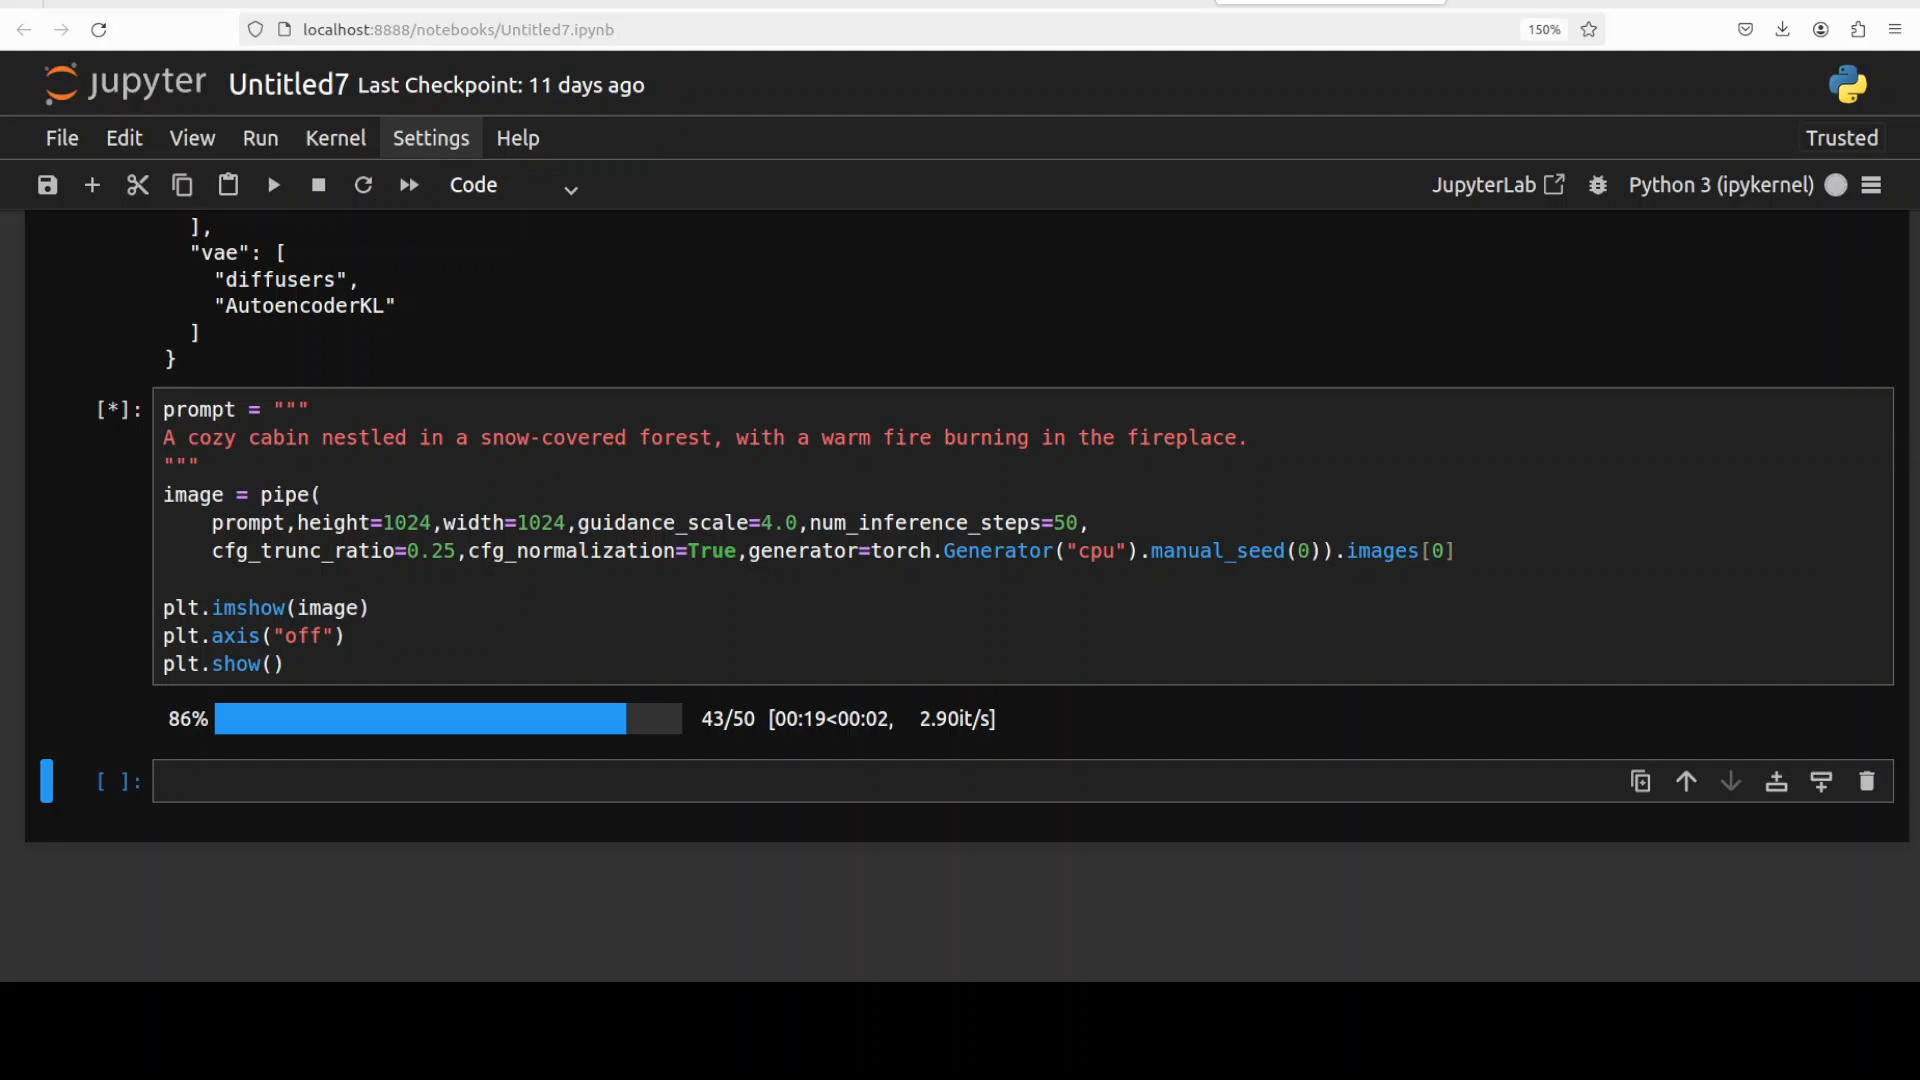 localhost:8888/notebooks/Untitled7.ipynb
150%
jupyter Untitled7 Last Checkpoint: 11 days ago
File Edit View Run Kernel Settings Help
Trusted
Code
JupyterLab
Python 3 (ipykernel)
],
"vae": [
"diffusers",
"AutoencoderKL"
]
}
[*]:
prompt = """
A cozy cabin nestled in a snow-covered forest, with a warm fire burning in the fireplace.
"""
image = pipe(
prompt,height=1024,width=1024,guidance_scale=4.0,num_inference_steps=50,
cfg_trunc_ratio=0.25,cfg_normalization=True,generator=torch.Generator("cpu").manual_seed(0)).images[0]
plt.imshow(image)
plt.axis("off")
plt.show()
86% 43/50 [00:19<00:02, 2.90it/s]
[ ]: